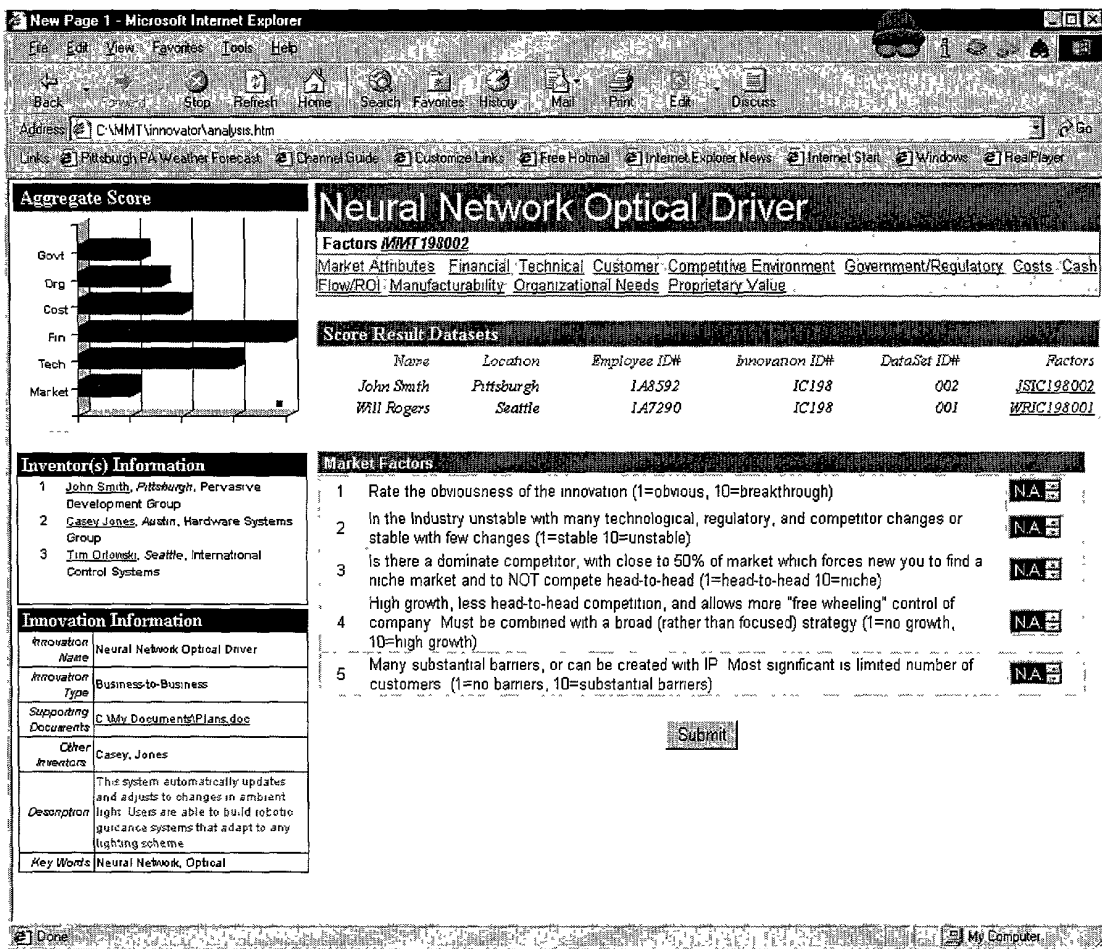 New Page 1 - Microsoft Internet Explorer
File Edit View Favorites Tools Help
Back Forward Stop Refresh Home Search Favorites History Mail Print Edit Discuss
Address C:\MMT\innovator\analysis.htm Go
Links Pittsburgh PA Weather Forecast Channel Guide Customize Links Free Hotmail Internet Explorer News Internet Start Windows RealPlayer
Aggregate Score
Govt
Org
Cost
Fin
Tech
Market
Neural Network Optical Driver
Factors MMT198002
Market Attributes Financial Technical Customer Competitive Environment Government/Regulatory Costs Cash
Flow/ROI Manufacturability Organizational Needs Proprietary Value
Score Result Datasets
Name Location Employee ID# Innovation ID# DataSet ID# Factors
John Smith Pittsburgh 1A8592 IC198 002 JSIC198002
Will Rogers Seattle 1A7290 IC198 001 WRIC198001
Inventor(s) Information
1 John Smith, Pittsburgh, Pervasive
Development Group
2 Casey Jones, Austin, Hardware Systems
Group
3 Tim Orlowski, Seattle, International
Control Systems
Innovation Information
Innovation
Name Neural Network Optical Driver
Innovation
Type Business-to-Business
Supporting
Documents C:\My Documents\Plans.doc
Other
Inventors Casey, Jones
This system automatically updates
and adjusts to changes in ambient
Description light. Users are able to build robotic
guidance systems that adapt to any
lighting scheme
Key Words Neural Network, Optical
Market Factors
1 Rate the obviousness of the innovation (1=obvious, 10=breakthrough) N.A.
2 In the Industry unstable with many technological, regulatory, and competitor changes or
stable with few changes (1=stable 10=unstable) N.A.
3 Is there a dominate competitor, with close to 50% of market which forces new you to find a
niche market and to NOT compete head-to-head (1=head-to-head 10=niche) N.A.
4 High growth, less head-to-head competition, and allows more "free wheeling" control of
company Must be combined with a broad (rather than focused) strategy (1=no growth,
10=high growth) N.A.
5 Many substantial barriers, or can be created with IP Most significant is limited number of
customers (1=no barriers, 10=substantial barriers) N.A.
Submit
Done My Computer